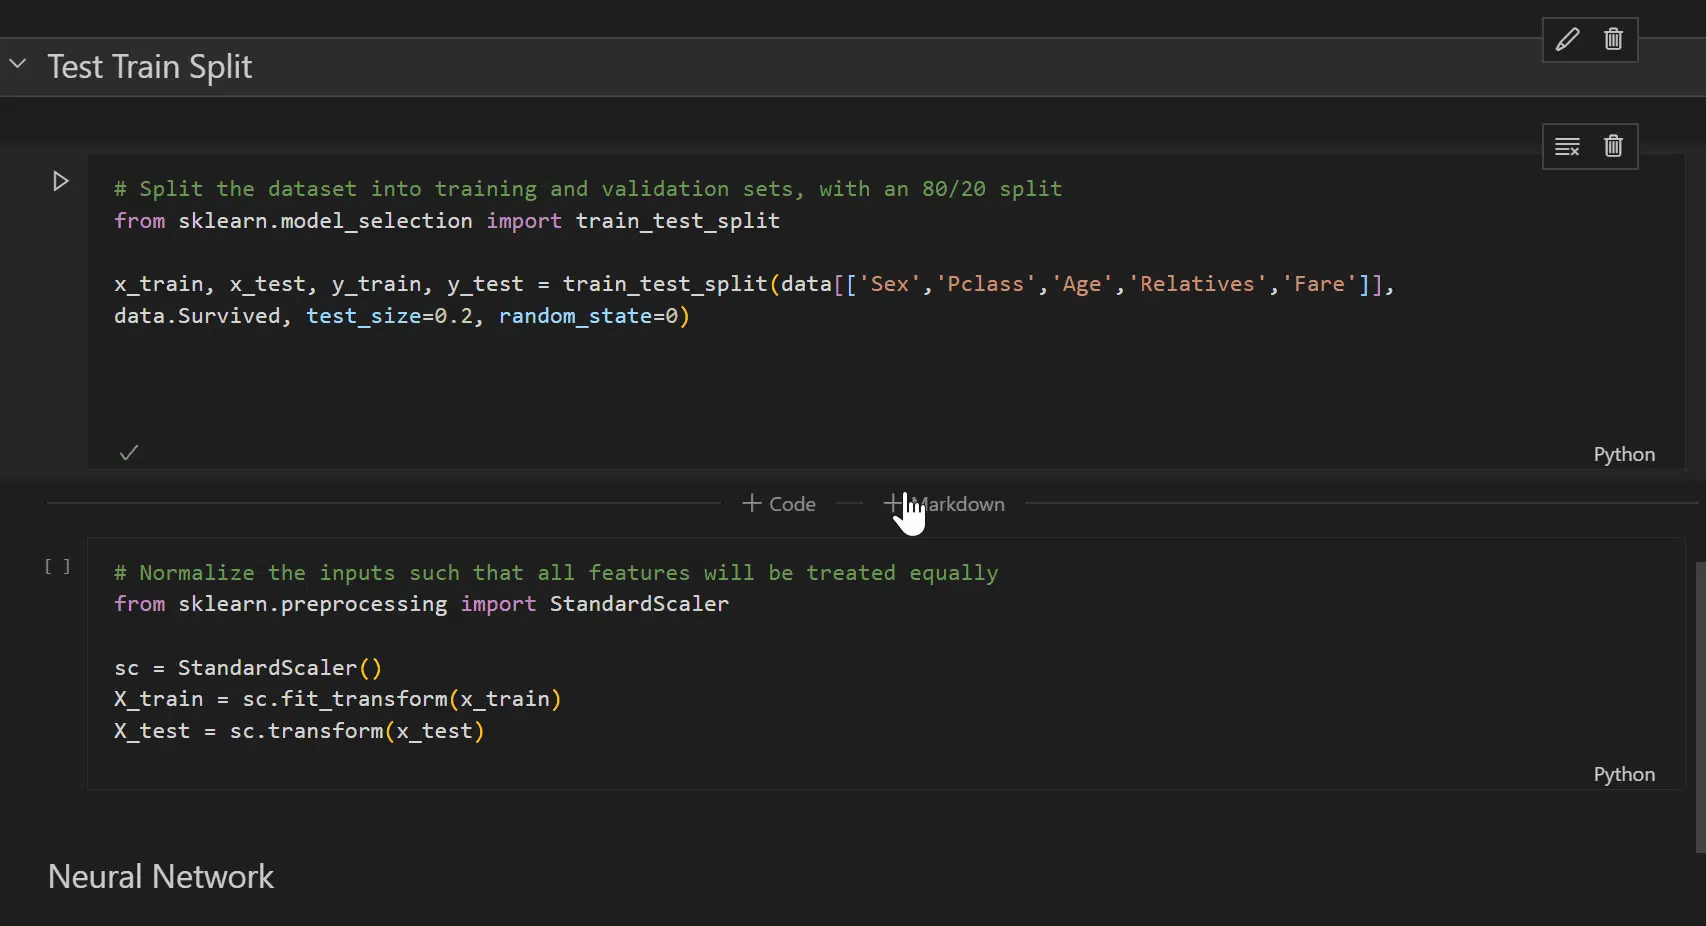 Test Train Split
# Split the dataset into training and validation sets, with an 80/20 split
from sklearn.model_selection import train_test_split
x_train, x_test, y_train, y_test = train_test_split(data[['Sex','Pclass','Age','Relatives','Fare']],
data.Survived, test_size=0.2, random_state=0)
Python
+ Code + Markdown
[ ]
# Normalize the inputs such that all features will be treated equally
from sklearn.preprocessing import StandardScaler
sc = StandardScaler()
X_train = sc.fit_transform(x_train)
X_test = sc.transform(x_test)
Python
Neural Network